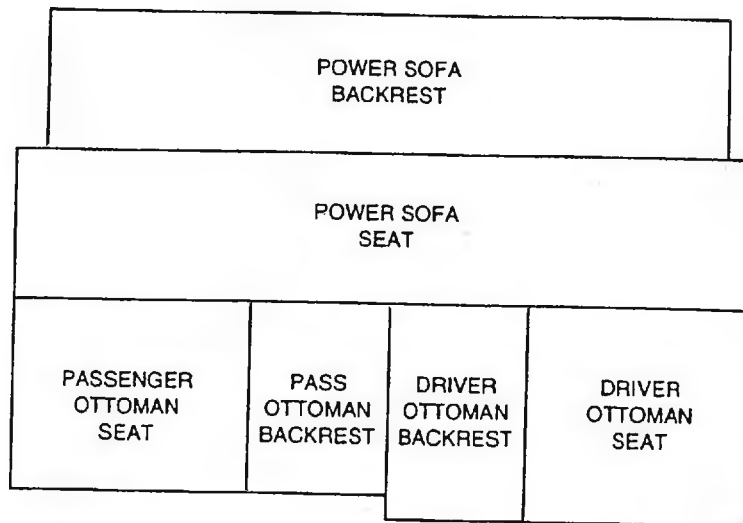 POWER SOFA
BACKREST
POWER SOFA
SEAT
PASSENGER
OTTOMAN
SEAT
PASS
OTTOMAN
BACKREST
DRIVER
OTTOMAN
BACKREST
DRIVER
OTTOMAN
SEAT